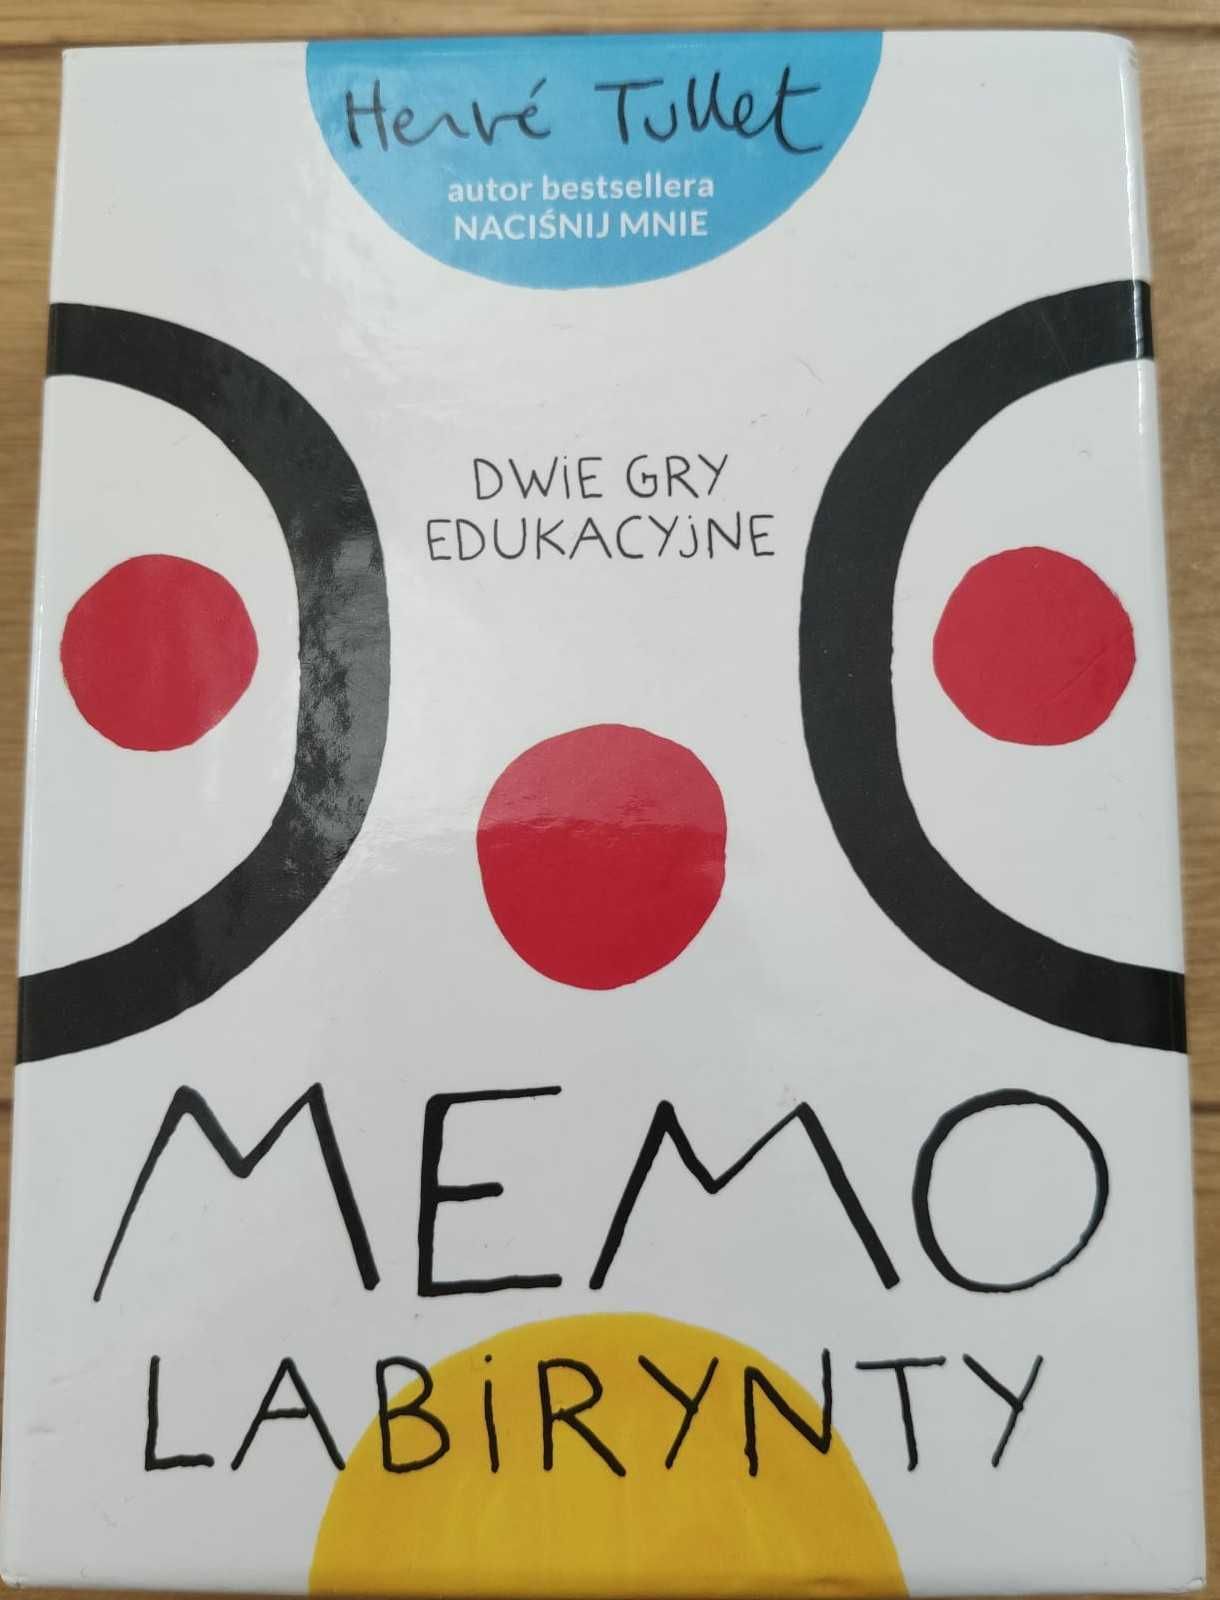 Hervé Tullet
autor bestsellera
NACIŚNIJ MNIE
DWiE GRY
EDUKACYjNE
MEMO
LABiRYNTY